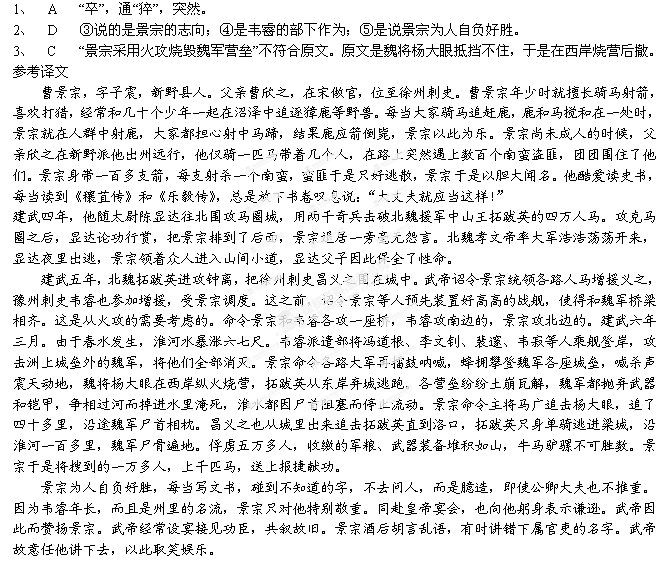 1、 A “卒”，通“猝”，突然。
2、 D ③说的是景宗的志向；④是韦睿的部下作为；⑤是说景宗为人自负好胜。
3、 C “景宗采用火攻烧毁魏军营垒”不符合原文。原文是魏将杨大眼抵挡不住，于是在西岸烧营后撤。
参考译文
曹景宗，字子震，新野县人。父亲曹欣之，在宋做官，位至徐州刺史。曹景宗年少时就擅长骑马射箭，
喜欢打猎，经常和几十个少年一起在沼泽中追逐獐鹿等野兽。每当大家骑马追赶鹿，鹿和马搅和在一处时，
景宗就在人群中射鹿，大家都担心射中马蹄，结果鹿应箭倒毙，景宗以此为乐。景宗尚未成人的时候，父
亲欣之在新野派他出州远行，他仅骑一匹马带着几个人，在路上突然遇上数百个南蛮盗匪，团团围住了他
们。景宗身带一百多支箭，每支射杀一个南蛮，蛮匪于是只好逃散，景宗于是以胆大闻名。他酷爱读史书，
每当读到《穰苴传》和《乐毅传》，总是放下书卷叹息说：“大丈夫就应当这样！”
建武四年，他随太尉陈显达往北围攻马圈城，用两千奇兵击破北魏援军中山王拓跋英的四万人马。攻克马
圈之后，显达论功行赏，把景宗排到了后面，景宗退居一旁毫无怨言。北魏孝文帝率大军浩浩荡荡开来，
显达夜里出逃，景宗领着众人进入山间小道，显达父子因此保全了性命。
建武五年，北魏拓跋英进攻钟离，把徐州刺史昌义之围在城中。武帝诏令景宗统领各路人马增援义之，
豫州刺史韦睿也参加增援，受景宗调度。这之前，诏令景宗等人预先装置好高高的战舰，使得和魏军桥梁
相齐。这是从火攻的需要考虑的。命令景宗和韦睿各攻一座桥，韦睿攻南边的，景宗攻北边的。建武六年
三月。由于春水发生，淮河水暴涨六七尺。韦睿派遣部将冯道根、李文钊、裴邃、韦寂等人乘舰登岸，攻
击洲上城垒外的魏军，将他们全部消灭。景宗命令各路大军再擂鼓呐喊，蜂拥攀登魏军各座城垒，喊杀声
震天动地，魏将杨大眼在西岸纵火烧营，拓跋英从东岸弃城逃跑。各营垒纷纷土崩瓦解，魏军都抛弃武器
和铠甲，争相过河而掉进水里淹死，淮水都因尸首阻塞而停止流动。景宗命令主将马广追击杨大眼，追了
四十多里，沿途魏军尸首相枕。昌义之也从城里出来追击拓跋英直到洛口，拓跋英只身单骑逃进梁城，沿
淮河一百多里，魏军尸骨遍地。俘虏五万多人，收缴的军粮、武器装备堆积如山，牛马驴骡不可胜数。景
宗于是将搜到的一万多人，上千匹马，送上报捷献功。
景宗为人自负好胜，每当写文书，碰到不知道的字，不去问人，而是臆造，即使公卿大夫也不推重。
因为韦睿年长，而且是州里的名流，景宗只对他特别敬重。同赴皇帝宴会，也向他躬身表示谦逊。武帝因
此而赞扬景宗。武帝经常设宴接见功臣，共叙故旧。景宗酒后胡言乱语，有时讲错下属官吏的名字。武帝
故意任他讲下去，以此取笑娱乐。